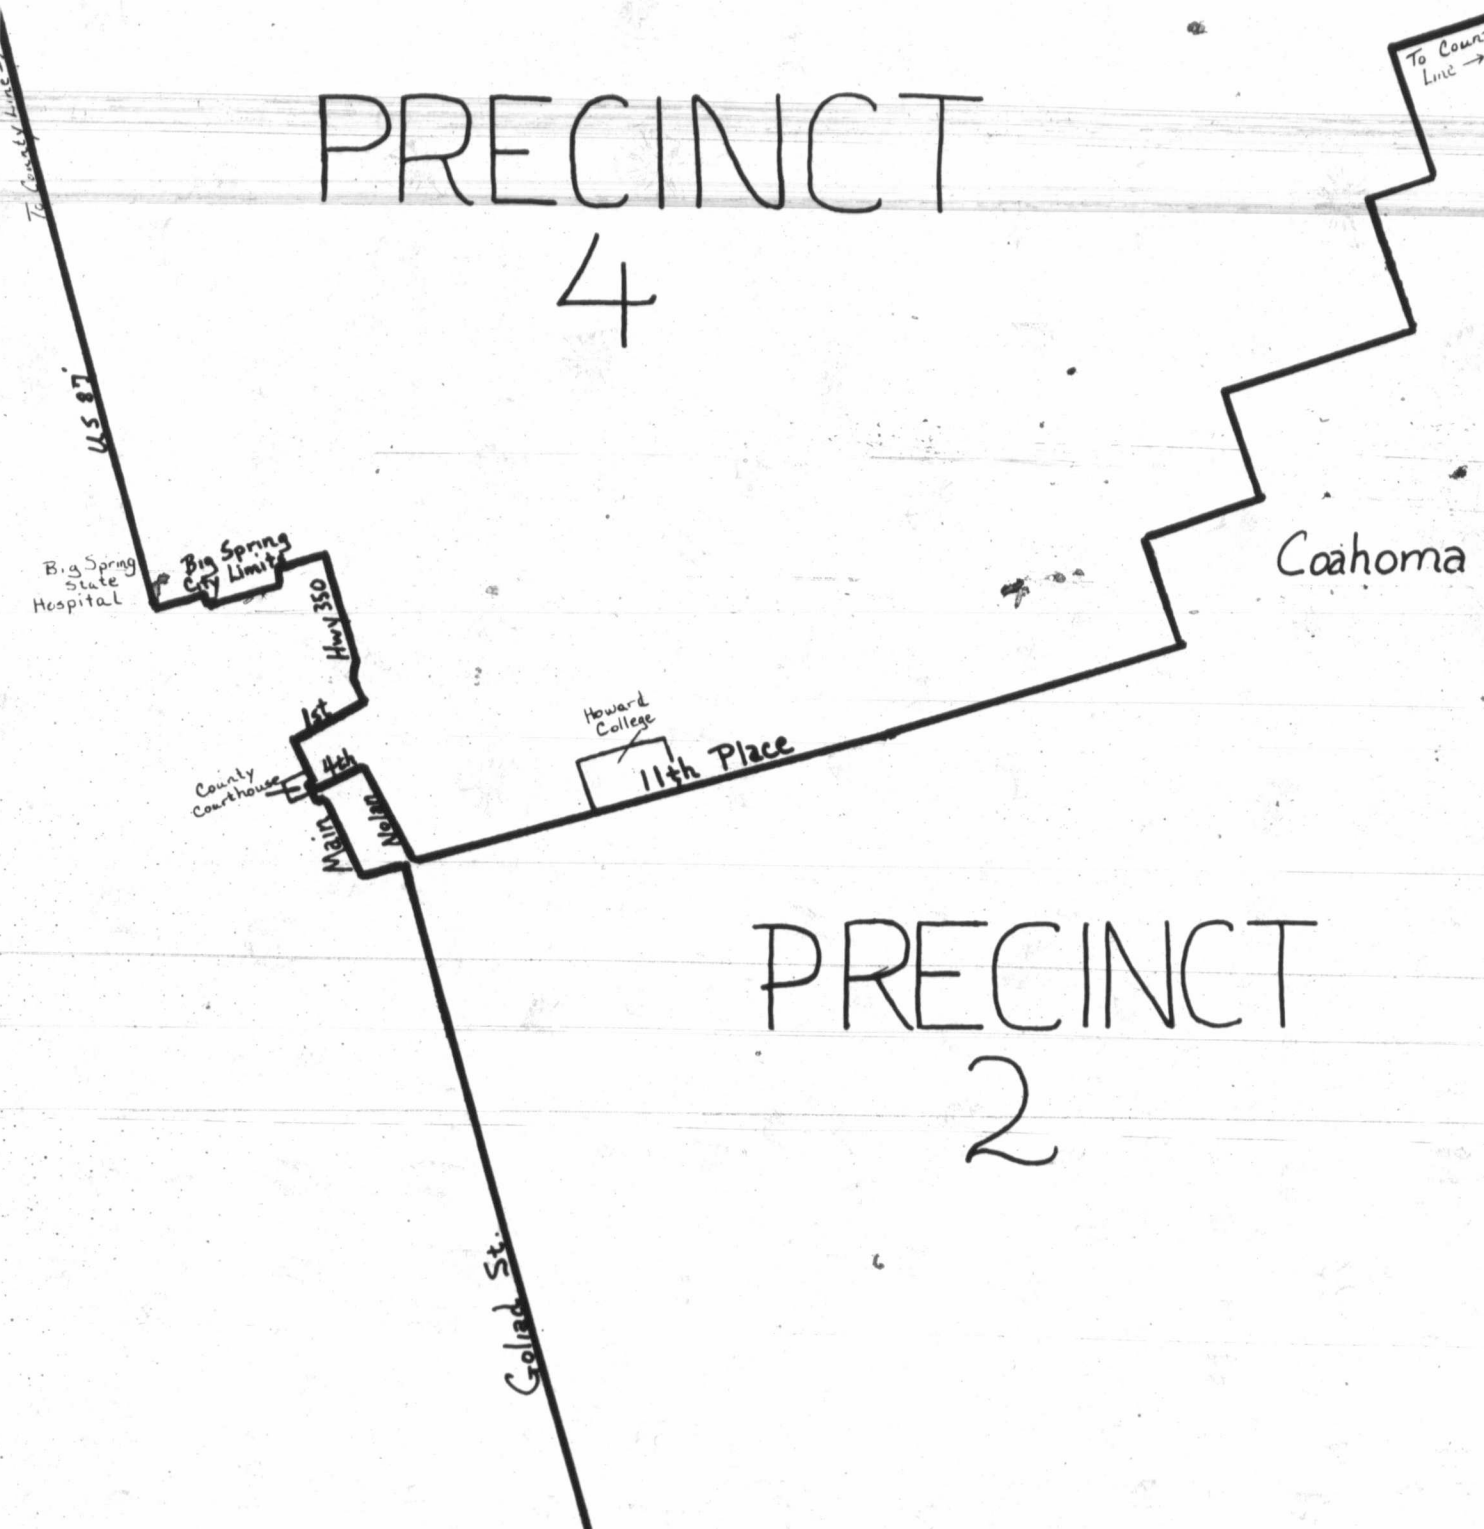 To Coun
Line →
To County Line →
PRECINCT
4
US 87
Big Spring
State
Hospital
Big Spring
City Limits
Hwy 350
Coahoma
1st
4th
County
Courthouse
Main
Nolan
Howard
College
11th Place
PRECINCT
2
Goliad St.